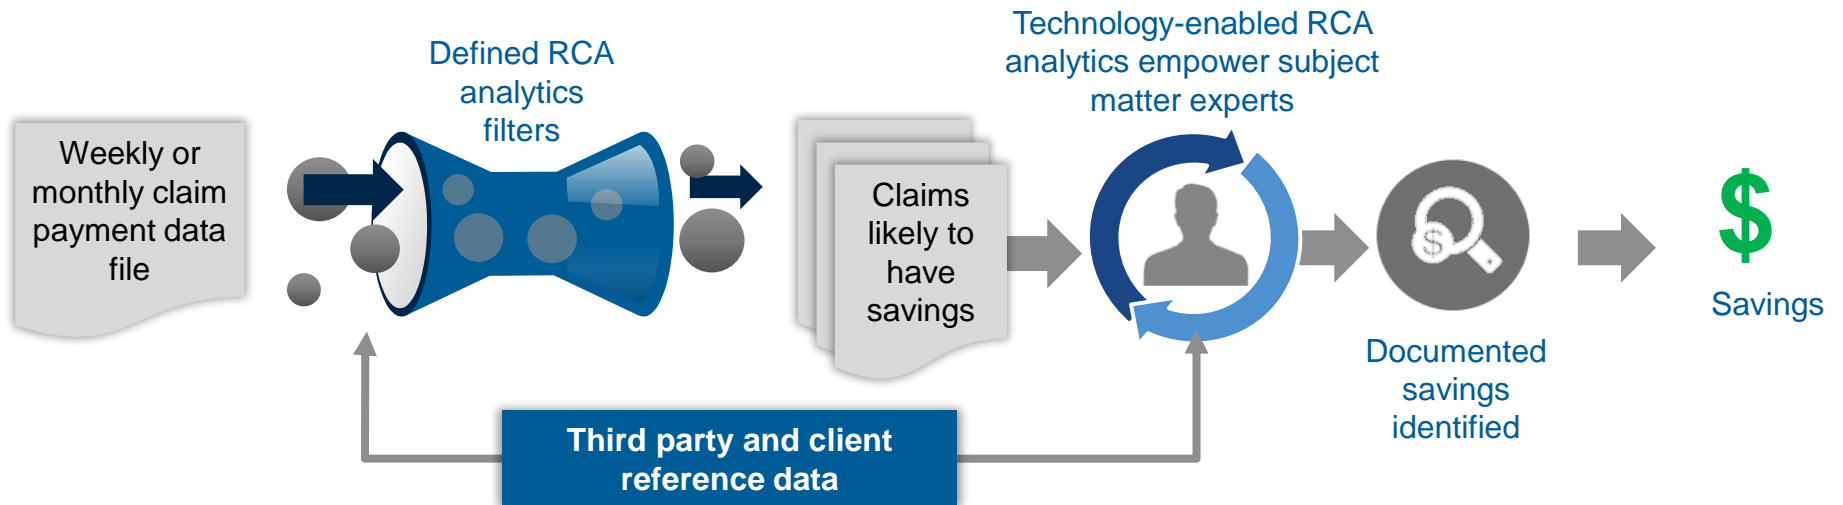 Weekly or
monthly claim
payment data
file
Defined RCA
analytics
filters
Claims
likely to
have
savings
Technology-enabled RCA
analytics empower subject
matter experts
$
Documented
savings
identified
$
Savings
Third party and client
reference data